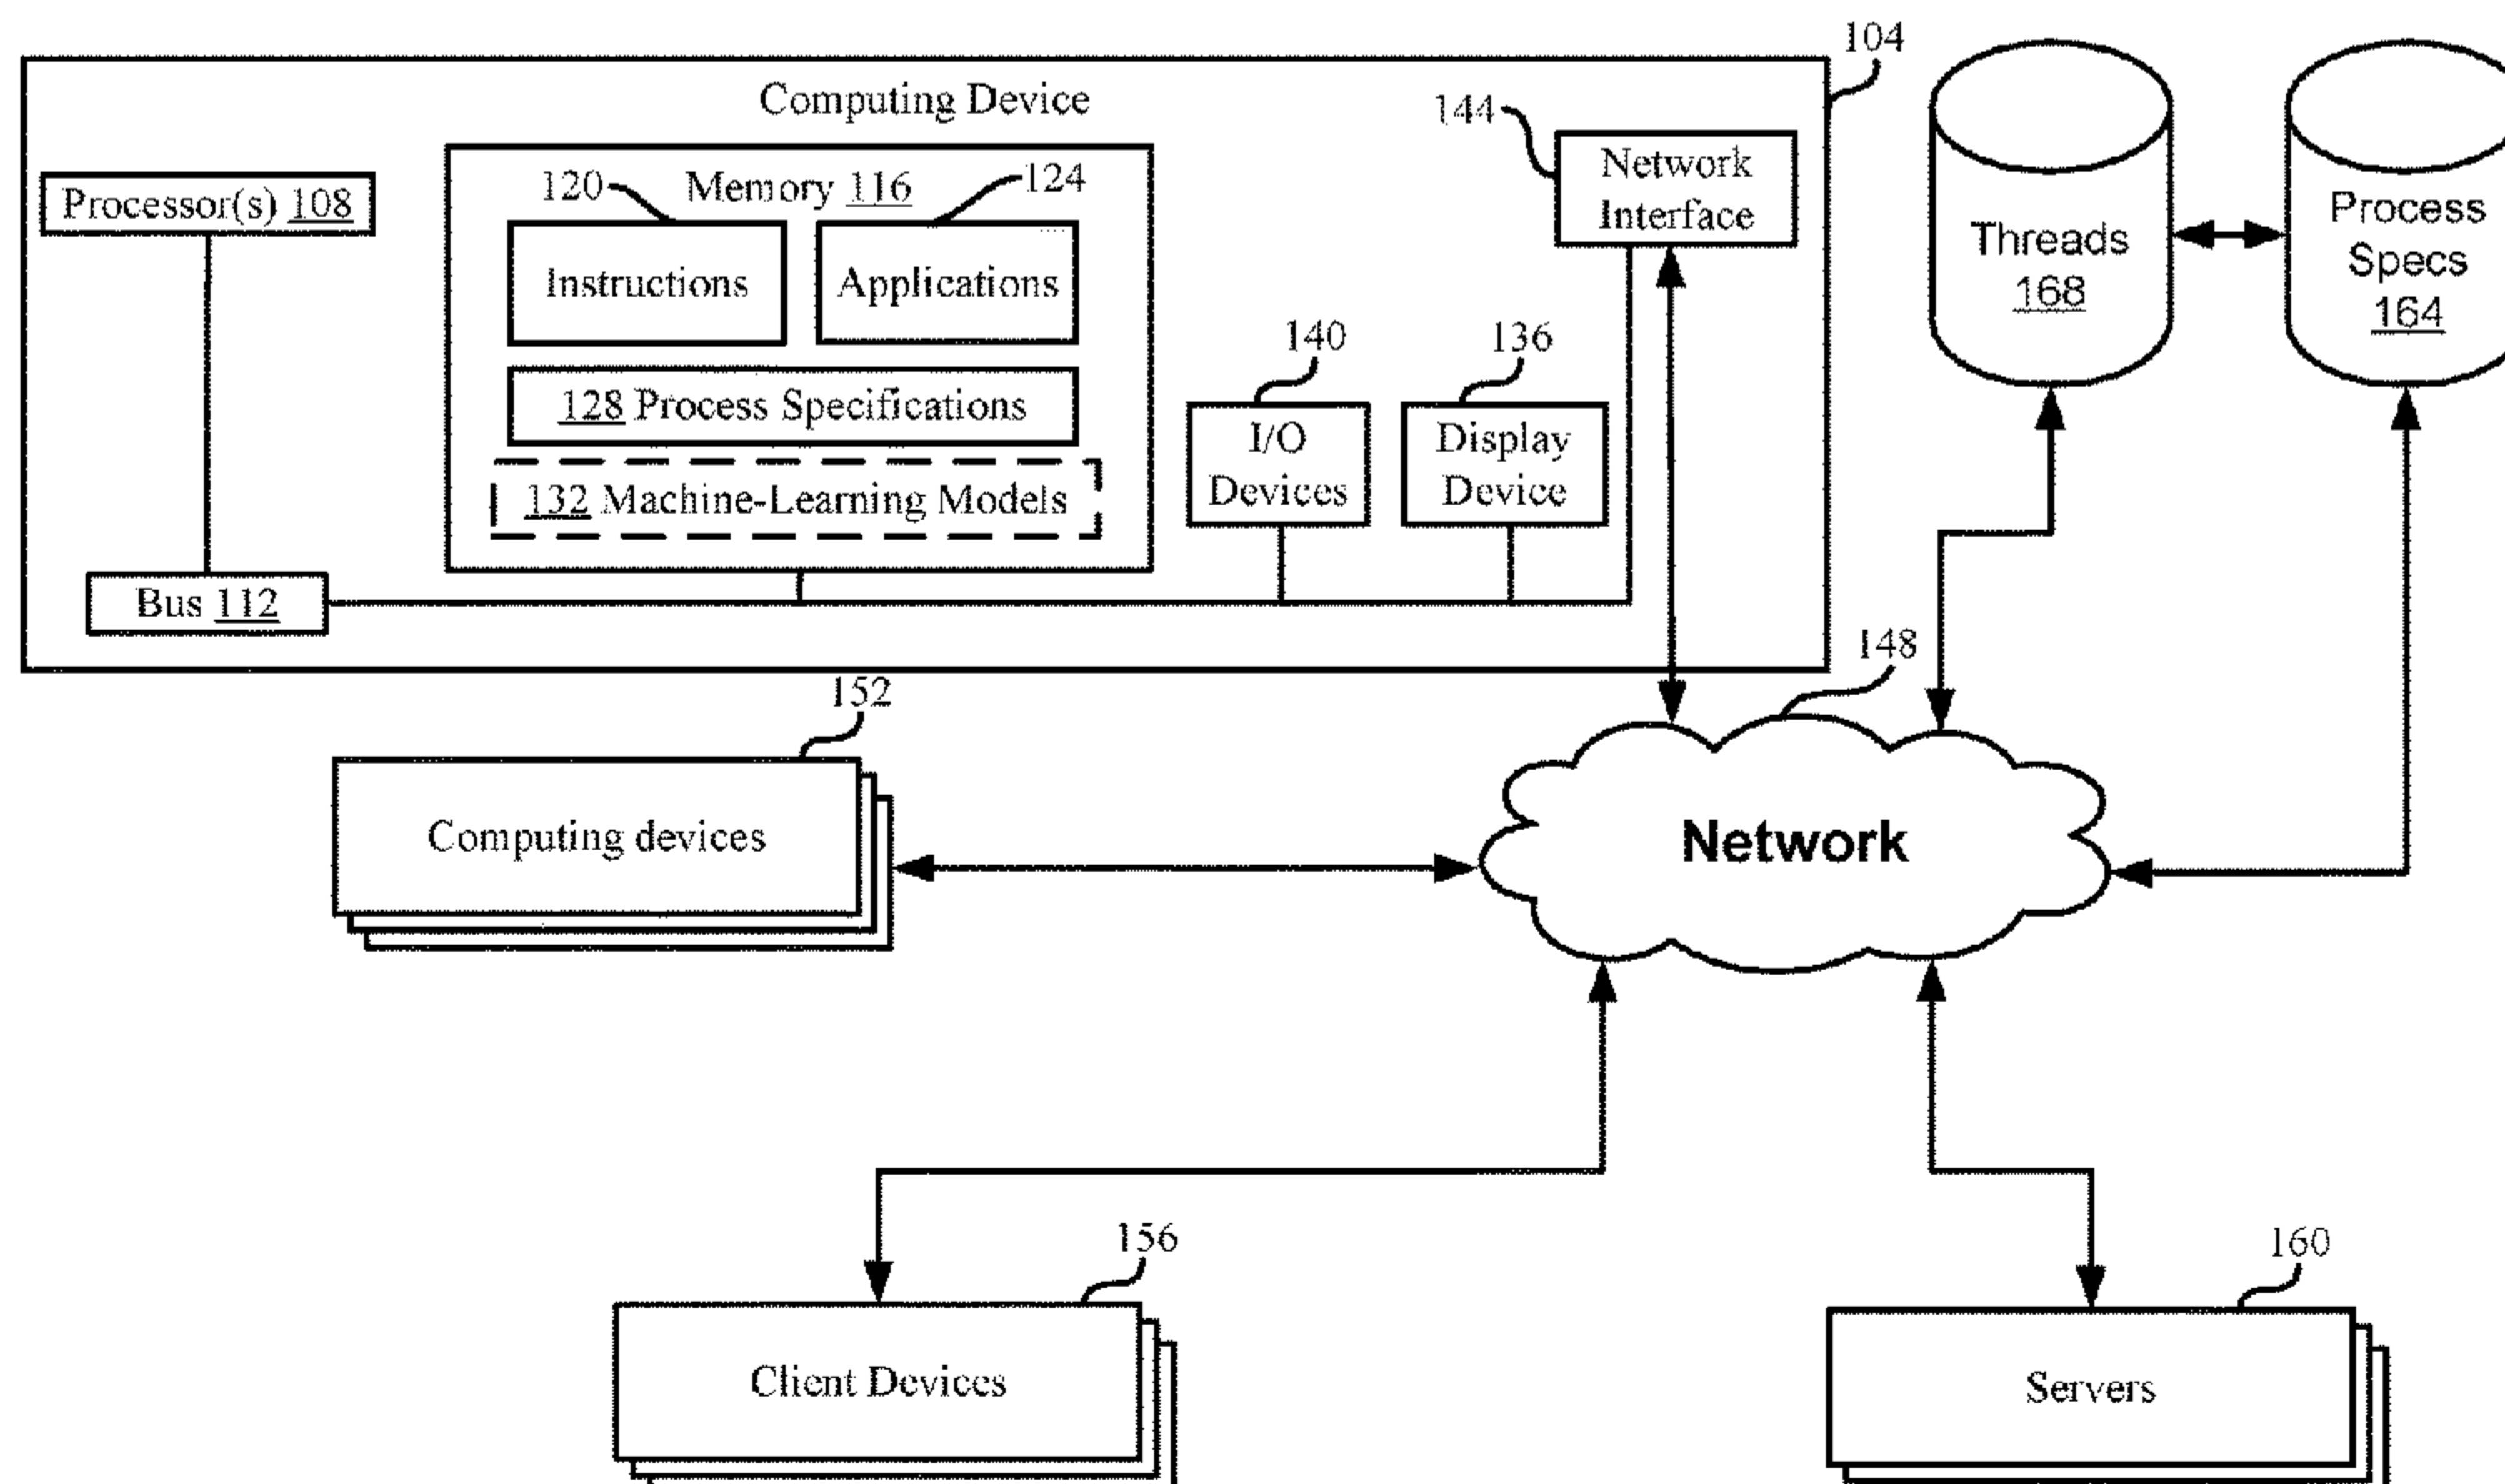 104
Computing Device
144
Network
Interface
Processor(s) 108
120
Memory 116
124
Instructions
Applications
128 Process Specifications
132 Machine-Learning Models
140
I/O
Devices
136
Display
Device
Bus 112
Threads
168
Process
Specs
164
148
152
Computing devices
Network
156
Client Devices
160
Servers